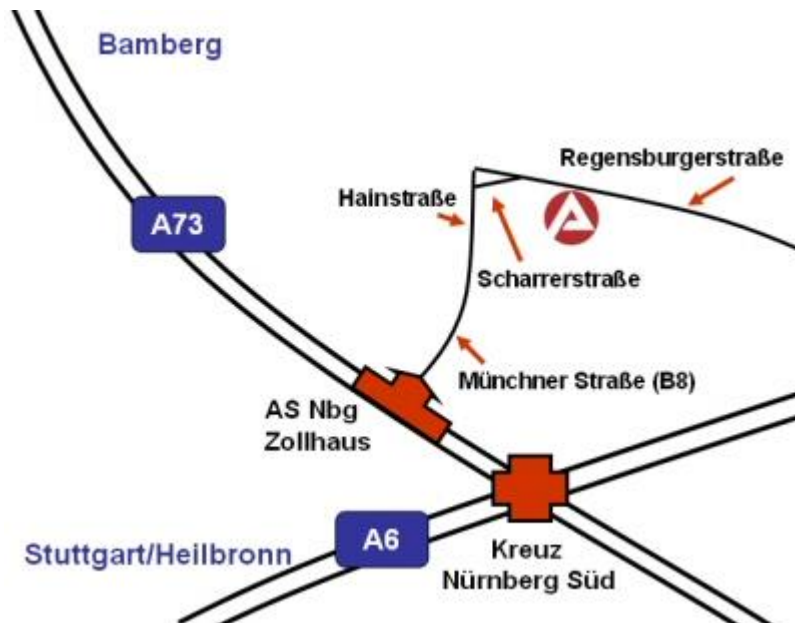 Bamberg
Regensburgerstraße
Hainstraße
A73
Scharrerstraße
Münchner Straße (B8)
AS Nbg
Zollhaus
A6
Stuttgart/Heilbronn
Kreuz
Nürnberg Süd